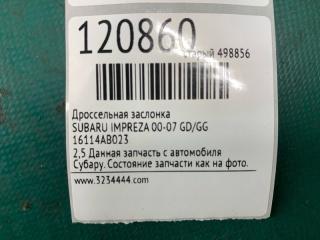 120860
старый 498856
Дроссельная заслонка
SUBARU IMPREZA 00-07 GD/GG
16114AB023
2,5 Данная запчасть с автомобиля
Субару. Состояние запчасти как на фото.
www.3234444.com